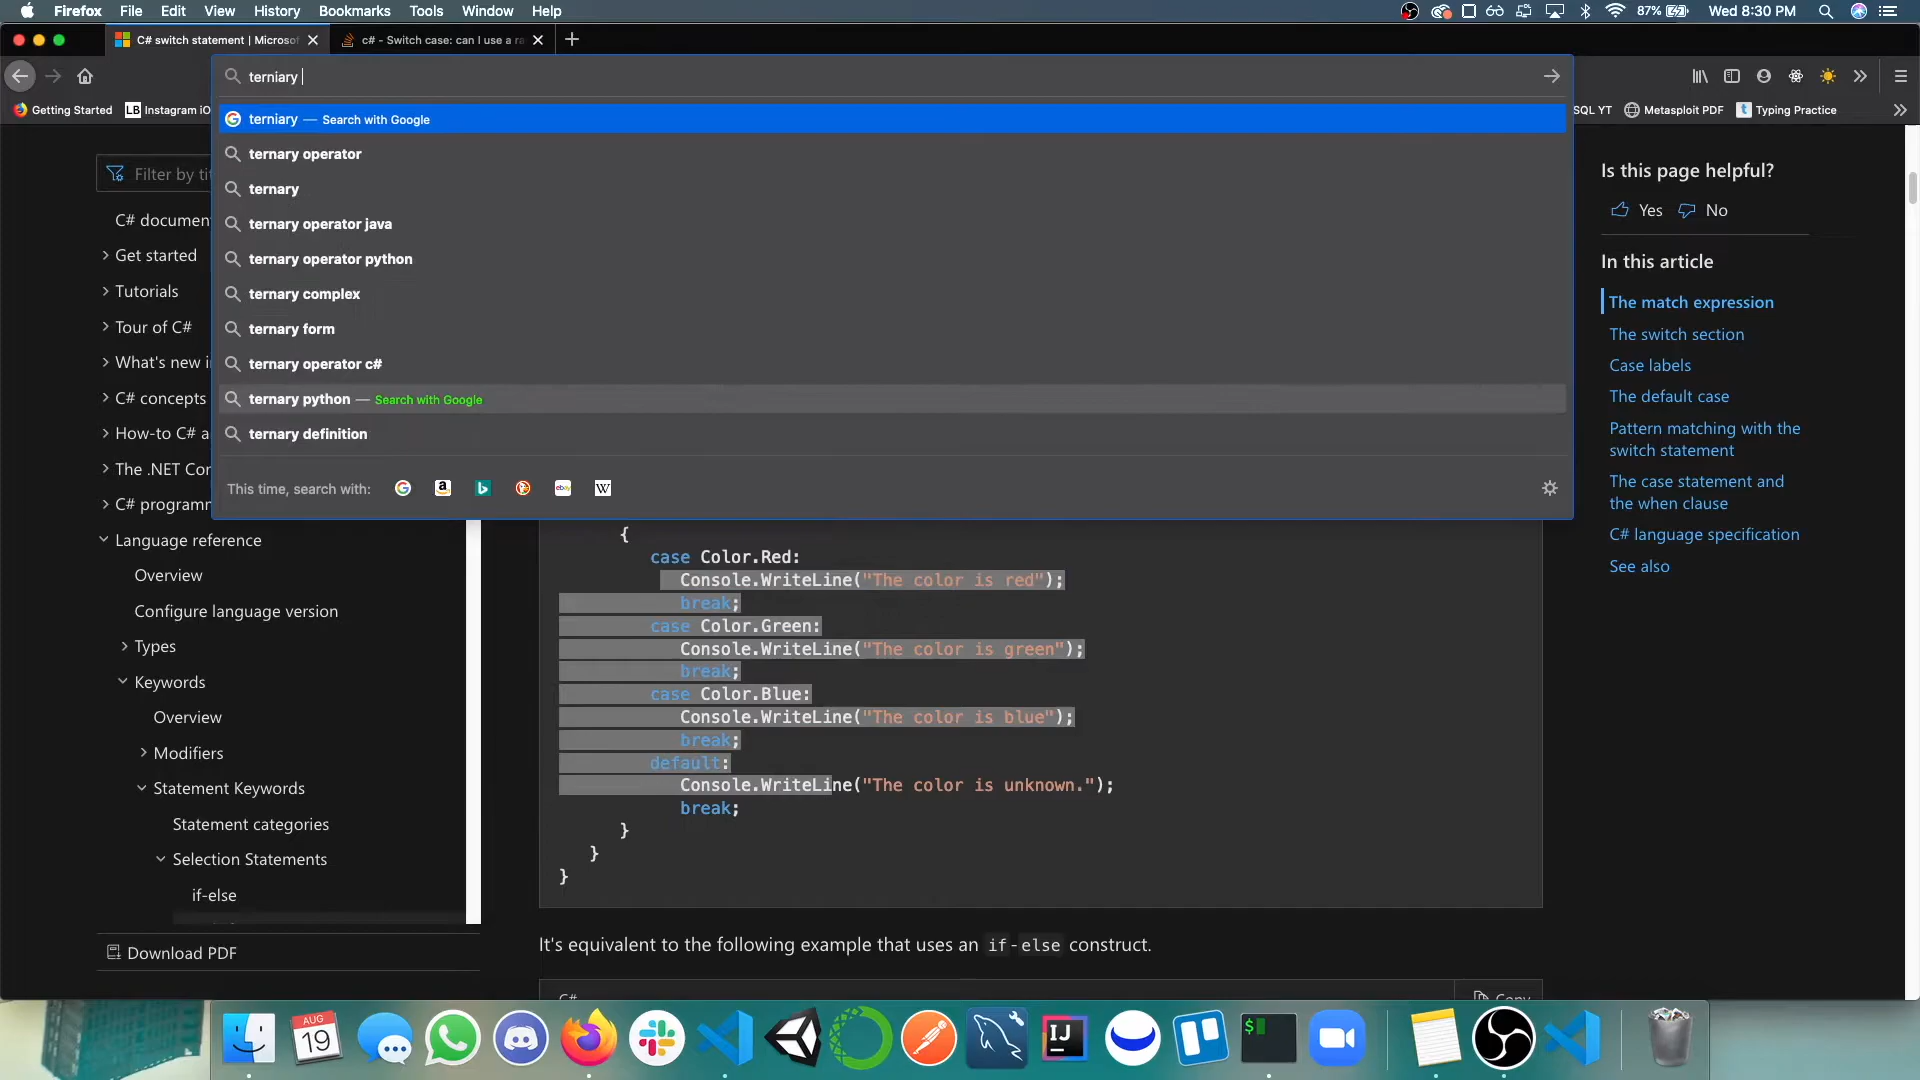 Firefox File Edit View History Bookmarks Tools Window Help
87% Wed 8:30 PM
C# switch statement | Microsof
c# - Switch case: can I use a ra
terniary
Getting Started
LB Instagram iO
SQL YT
Metasploit PDF
t Typing Practice
terniary — Search with Google
ternary operator
ternary
ternary operator java
ternary operator python
ternary complex
ternary form
ternary operator c#
ternary python — Search with Google
ternary definition
This time, search with:
Filter by ti
C# documen
Get started
Tutorials
Tour of C#
What's new i
C# concepts
How-to C# a
The .NET Co
C# program
Language reference
Overview
Configure language version
Types
Keywords
Overview
Modifiers
Statement Keywords
Statement categories
Selection Statements
if-else
Download PDF
{
case Color.Red:
Console.WriteLine("The color is red");
break;
case Color.Green:
Console.WriteLine("The color is green");
break;
case Color.Blue:
Console.WriteLine("The color is blue");
break;
default:
Console.WriteLine("The color is unknown.");
break;
}
}
}
It's equivalent to the following example that uses an if-else construct.
C#
Copy
Is this page helpful?
Yes No
In this article
The match expression
The switch section
Case labels
The default case
Pattern matching with the
switch statement
The case statement and
the when clause
C# language specification
See also
AUG
19
IJ
$